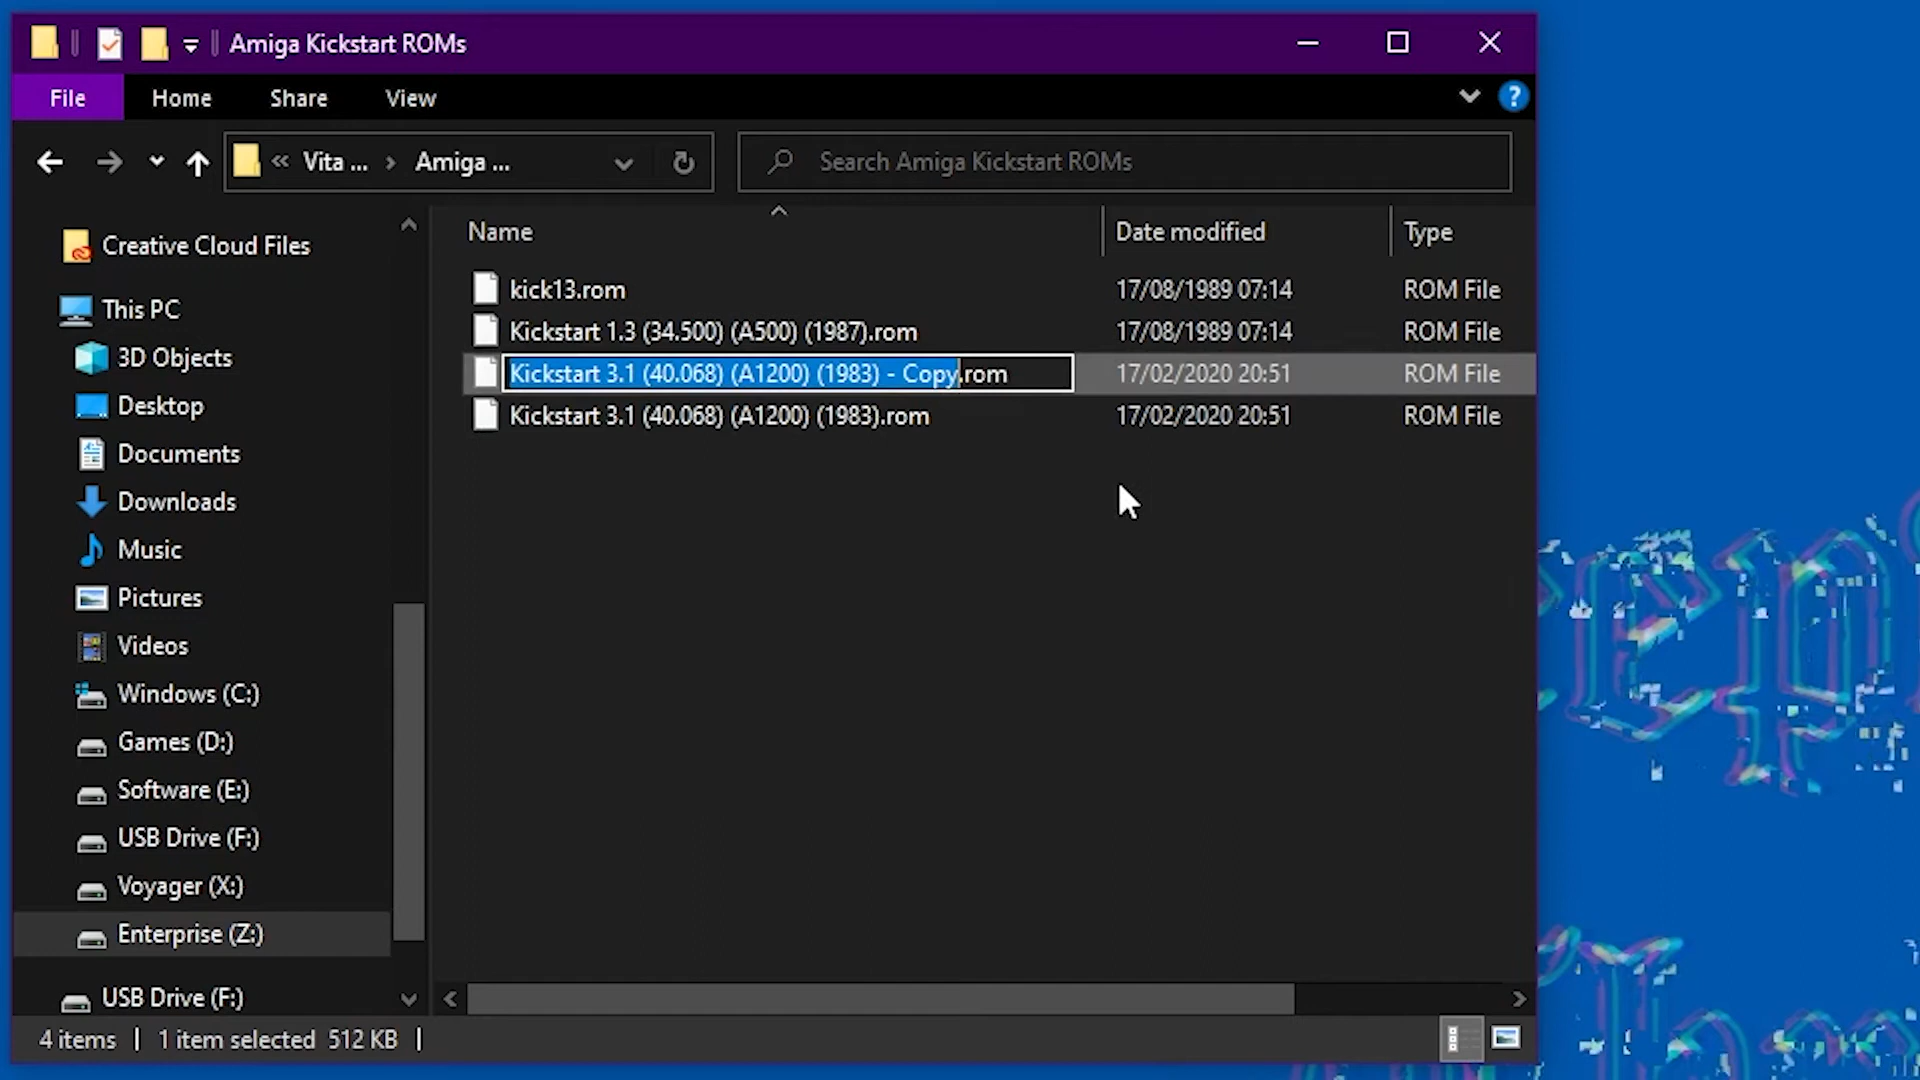 Amiga Kickstart ROMs
File Home Share View ?
« Vita ... > Amiga ... Search Amiga Kickstart ROMs
Creative Cloud Files
This PC
3D Objects
Desktop
Documents
Downloads
Music
Pictures
Videos
Windows (C:)
Games (D:)
Software (E:)
USB Drive (F:)
Voyager (X:)
Enterprise (Z:)
USB Drive (F:)
Name Date modified Type
kick13.rom 17/08/1989 07:14 ROM File
Kickstart 1.3 (34.500) (A500) (1987).rom 17/08/1989 07:14 ROM File
Kickstart 3.1 (40.068) (A1200) (1983) - Copy.rom 17/02/2020 20:51 ROM File
Kickstart 3.1 (40.068) (A1200) (1983).rom 17/02/2020 20:51 ROM File
4 items 1 item selected 512 KB